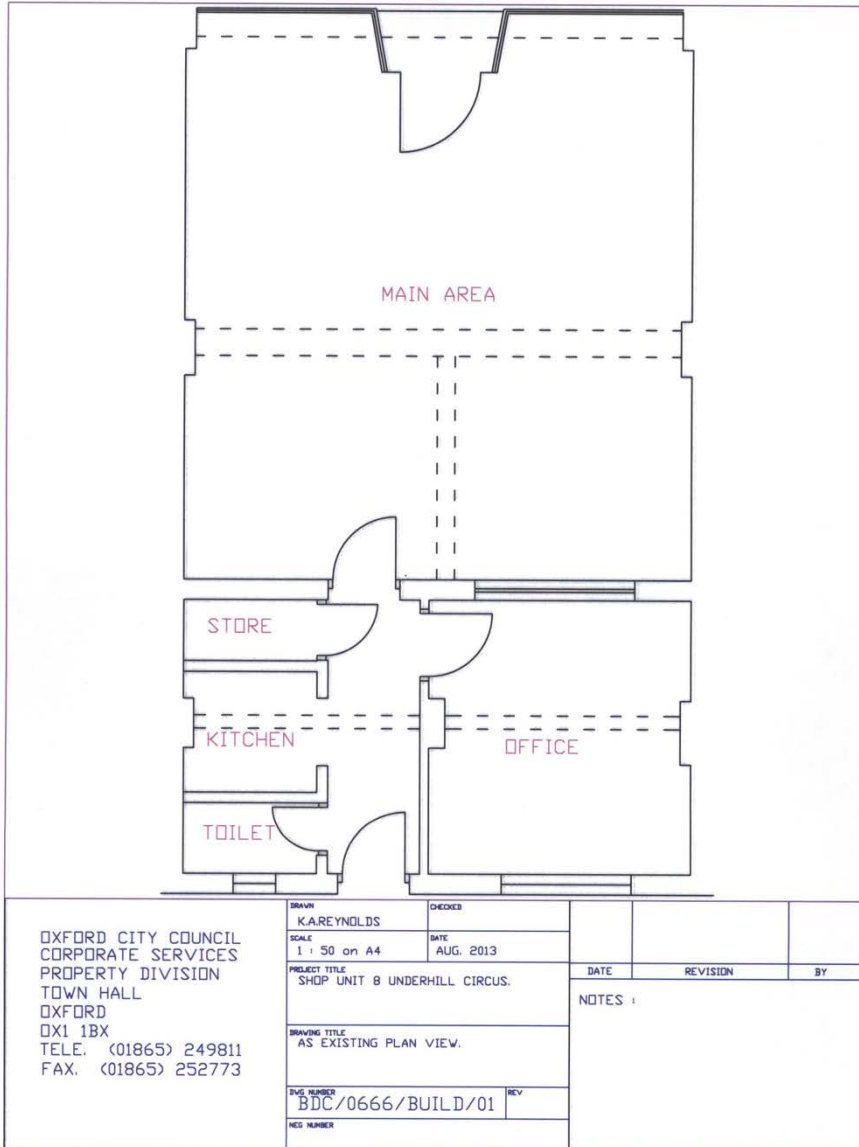 MAIN AREA
STORE
KITCHEN
OFFICE
TOILET
OXFORD CITY COUNCIL
CORPORATE SERVICES
PROPERTY DIVISION
TOWN HALL
OXFORD
OX1 1BX
TELE. (01865) 249811
FAX. (01865) 252773
DRAWN
K.A.REYNOLDS
CHECKED
SCALE
1 : 50 on A4
DATE
AUG. 2013
PROJECT TITLE
SHOP UNIT 8 UNDERHILL CIRCUS.
DRAWING TITLE
AS EXISTING PLAN VIEW.
DWG NUMBER
BDC/0666/BUILD/01
REV
NEG NUMBER
DATE REVISION BY
NOTES :